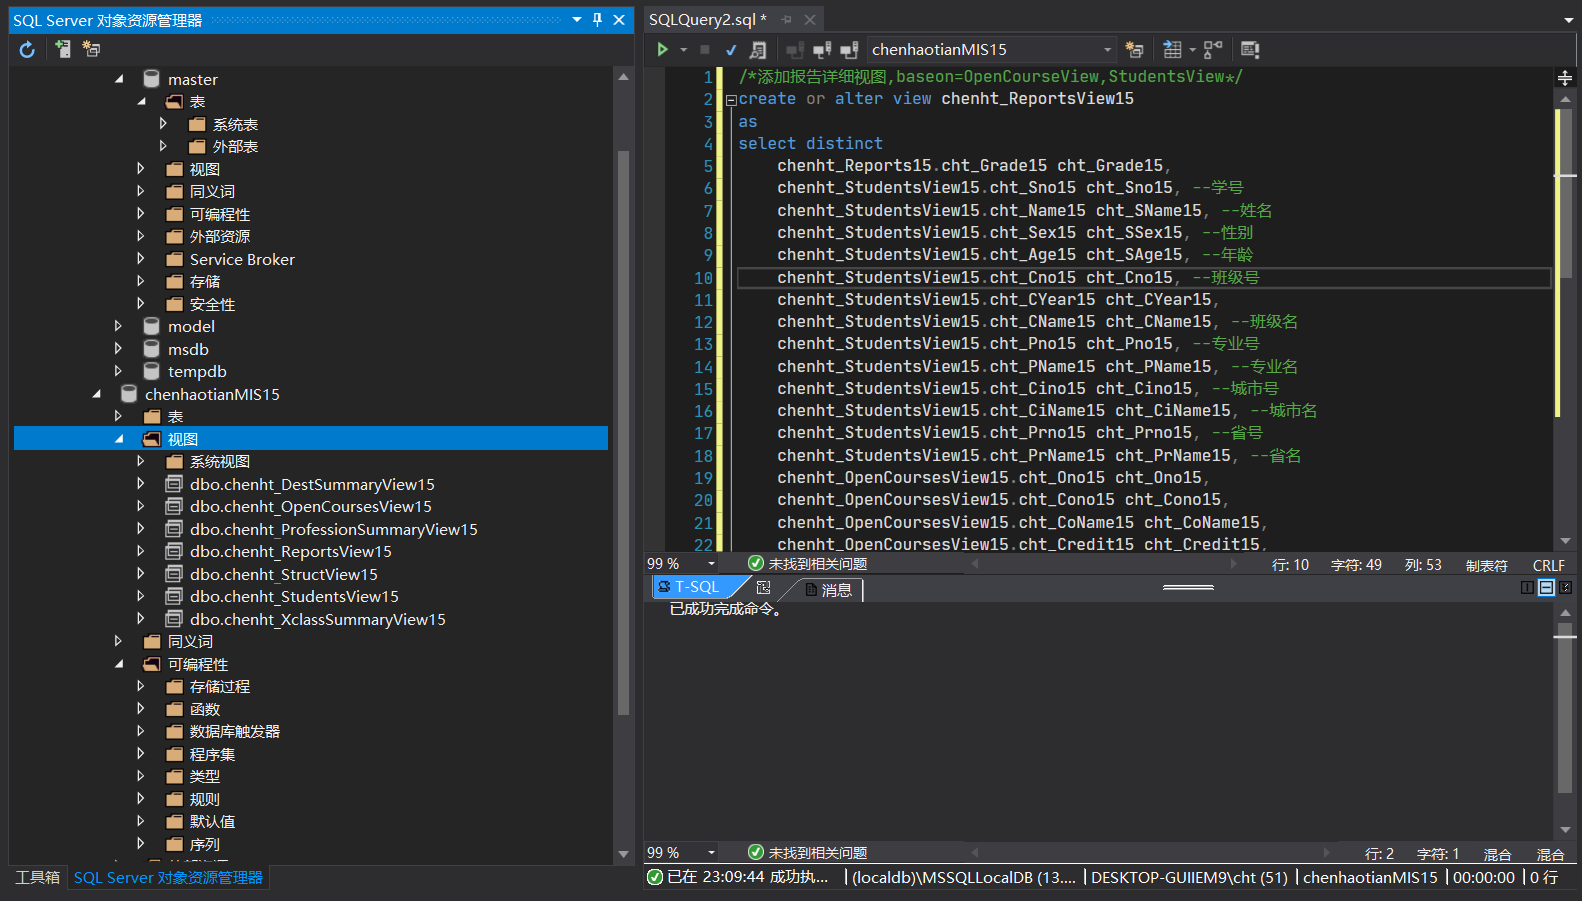 SQL Server 对象资源管理器
master
表
系统表
外部表
视图
同义词
可编程性
外部资源
Service Broker
存储
安全性
model
msdb
tempdb
chenhaotianMIS15
表
视图
系统视图
dbo.chenht_DestSummaryView15
dbo.chenht_OpenCoursesView15
dbo.chenht_ProfessionSummaryView15
dbo.chenht_ReportsView15
dbo.chenht_StructView15
dbo.chenht_StudentsView15
dbo.chenht_XclassSummaryView15
同义词
可编程性
存储过程
函数
数据库触发器
程序集
类型
规则
默认值
序列
工具箱 SQL Server 对象资源管理器
SQLQuery2.sql *
chenhaotianMIS15
1 /*添加报告详细视图,baseon=OpenCourseView,StudentsView*/
2 create or alter view chenht_ReportsView15
3 as
4 select distinct
5 chenht_Reports15.cht_Grade15 cht_Grade15,
6 chenht_StudentsView15.cht_Sno15 cht_Sno15, --学号
7 chenht_StudentsView15.cht_Name15 cht_SName15, --姓名
8 chenht_StudentsView15.cht_Sex15 cht_SSex15, --性别
9 chenht_StudentsView15.cht_Age15 cht_SAge15, --年龄
10 chenht_StudentsView15.cht_Cno15 cht_Cno15, --班级号
11 chenht_StudentsView15.cht_CYear15 cht_CYear15,
12 chenht_StudentsView15.cht_CName15 cht_CName15, --班级名
13 chenht_StudentsView15.cht_Pno15 cht_Pno15, --专业号
14 chenht_StudentsView15.cht_PName15 cht_PName15, --专业名
15 chenht_StudentsView15.cht_Cino15 cht_Cino15, --城市号
16 chenht_StudentsView15.cht_CiName15 cht_CiName15, --城市名
17 chenht_StudentsView15.cht_Prno15 cht_Prno15, --省号
18 chenht_StudentsView15.cht_PrName15 cht_PrName15, --省名
19 chenht_OpenCoursesView15.cht_Ono15 cht_Ono15,
20 chenht_OpenCoursesView15.cht_Cono15 cht_Cono15,
21 chenht_OpenCoursesView15.cht_CoName15 cht_CoName15,
22 chenht_OpenCoursesView15.cht_Credit15 cht_Credit15,
99 % 未找到相关问题 行: 10 字符: 49 列: 53 制表符 CRLF
T-SQL 消息
已成功完成命令。
99 % 未找到相关问题 行: 2 字符: 1 混合 混合
已在 23:09:44 成功执... (localdb)\MSSQLLocalDB (13.... DESKTOP-GUIIEM9\cht (51) chenhaotianMIS15 00:00:00 0 行